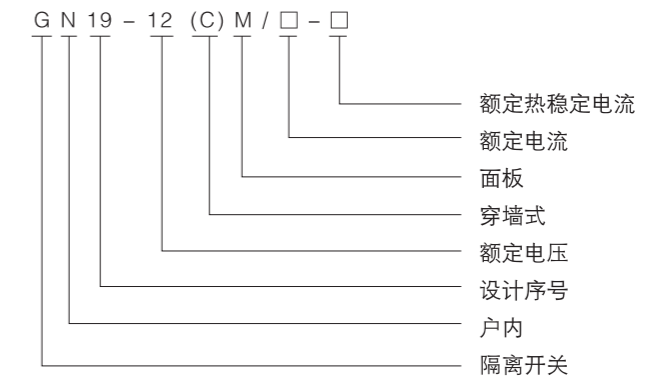 GN19-12(C)M/□-□
额定热稳定电流
额定电流
面板
穿墙式
额定电压
设计序号
户内
隔离开关